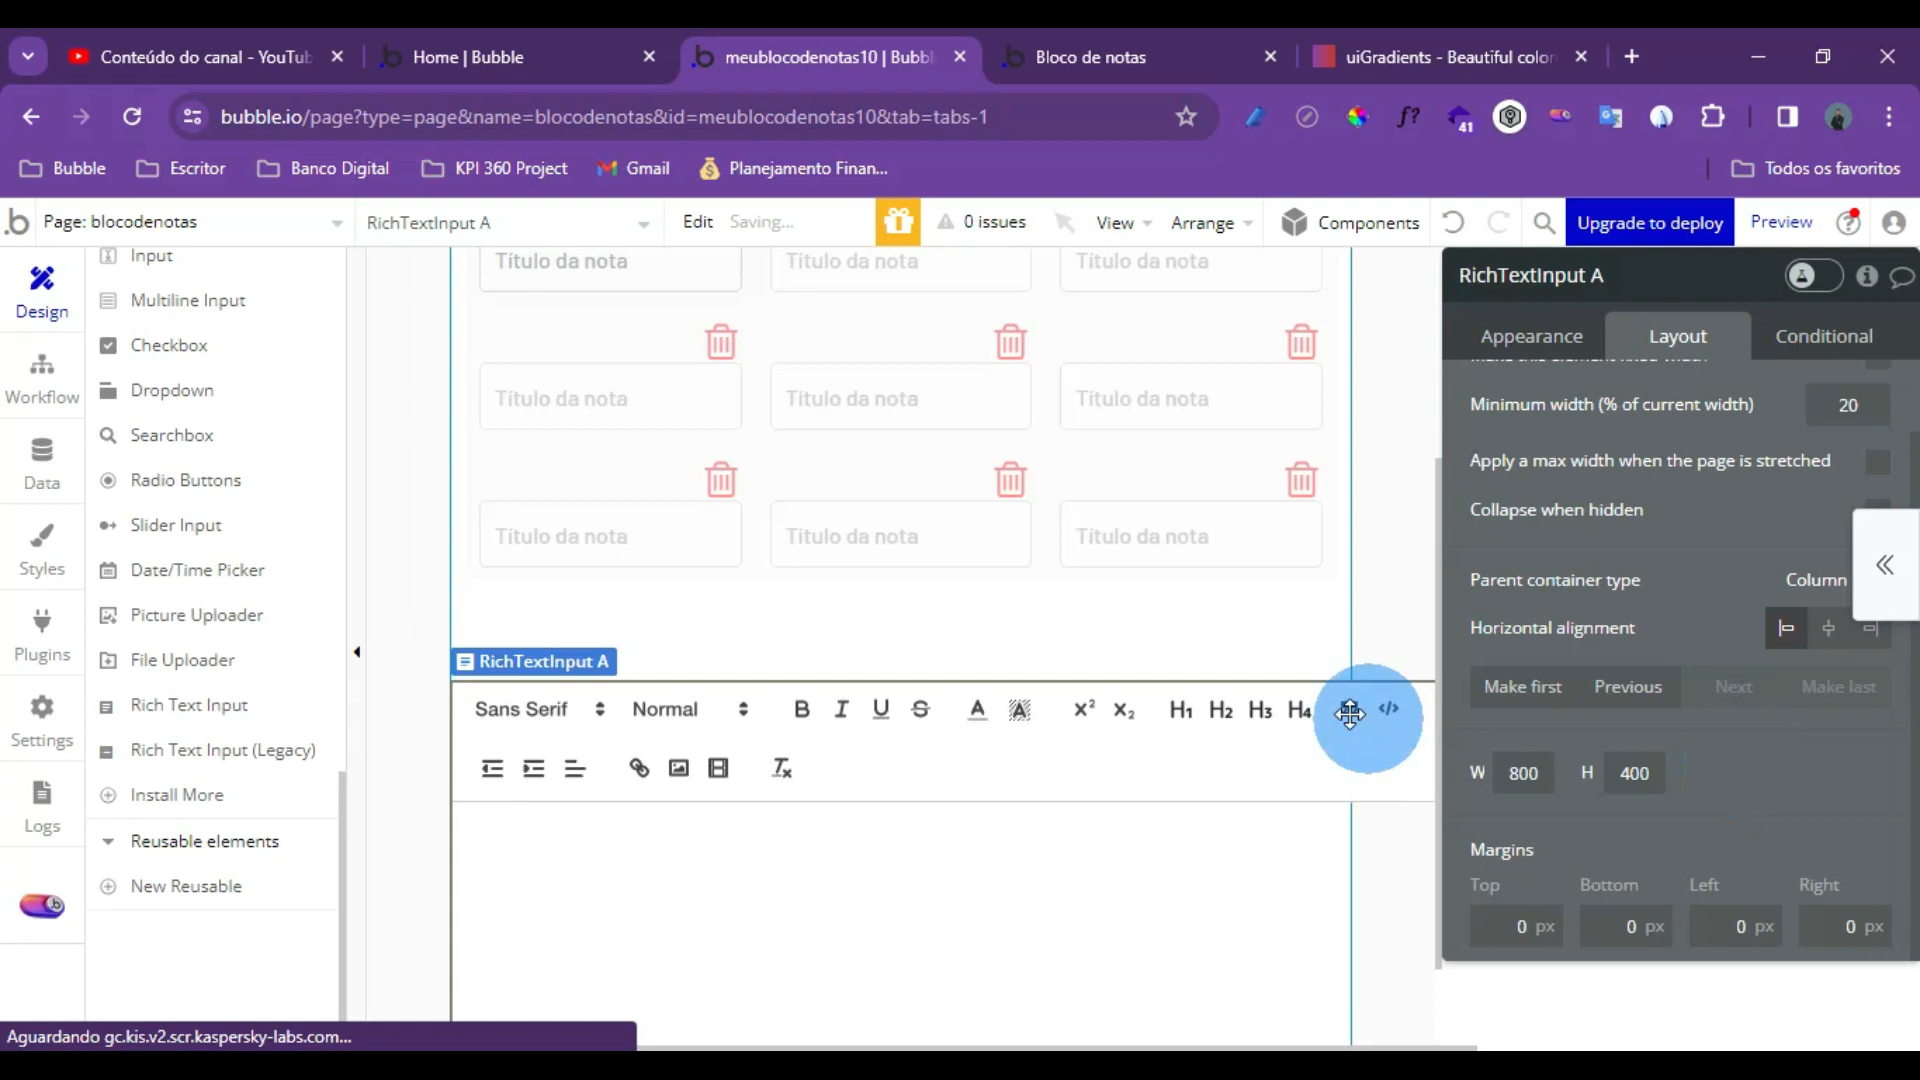 Conteúdo do canal - YouTub
Home | Bubble
meublocodenotas10 | Bubbl
Bloco de notas
uiGradients - Beautiful color
bubble.io/page?type=page&name=blocodenotas&id=meublocodenotas10&tab=tabs-1
f?
41
Bubble
Escritor
Banco Digital
KPI 360 Project
Gmail
Planejamento Finan...
Todos os favoritos
Page: blocodenotas
RichTextInput A
Edit
Saving...
0 issues
View
Arrange
Components
Upgrade to deploy
Preview
Design
Workflow
Data
Styles
Plugins
Settings
Logs
Input
Multiline Input
Checkbox
Dropdown
Searchbox
Radio Buttons
Slider Input
Date/Time Picker
Picture Uploader
File Uploader
Rich Text Input
Rich Text Input (Legacy)
Install More
Reusable elements
New Reusable
Título da nota Título da nota Título da nota
Título da nota Título da nota Título da nota
Título da nota Título da nota Título da nota
RichTextInput A
Sans Serif Normal B I U S A A X² X₂ H1 H2 H3 H4 </>
RichTextInput A
Appearance Layout Conditional
Minimum width (% of current width) 20
Apply a max width when the page is stretched
Collapse when hidden
Parent container type Column
Horizontal alignment
Make first Previous Next Make last
W 800 H 400
Margins
Top Bottom Left Right
0 px 0 px 0 px 0 px
Aguardando gc.kis.v2.scr.kaspersky-labs.com...